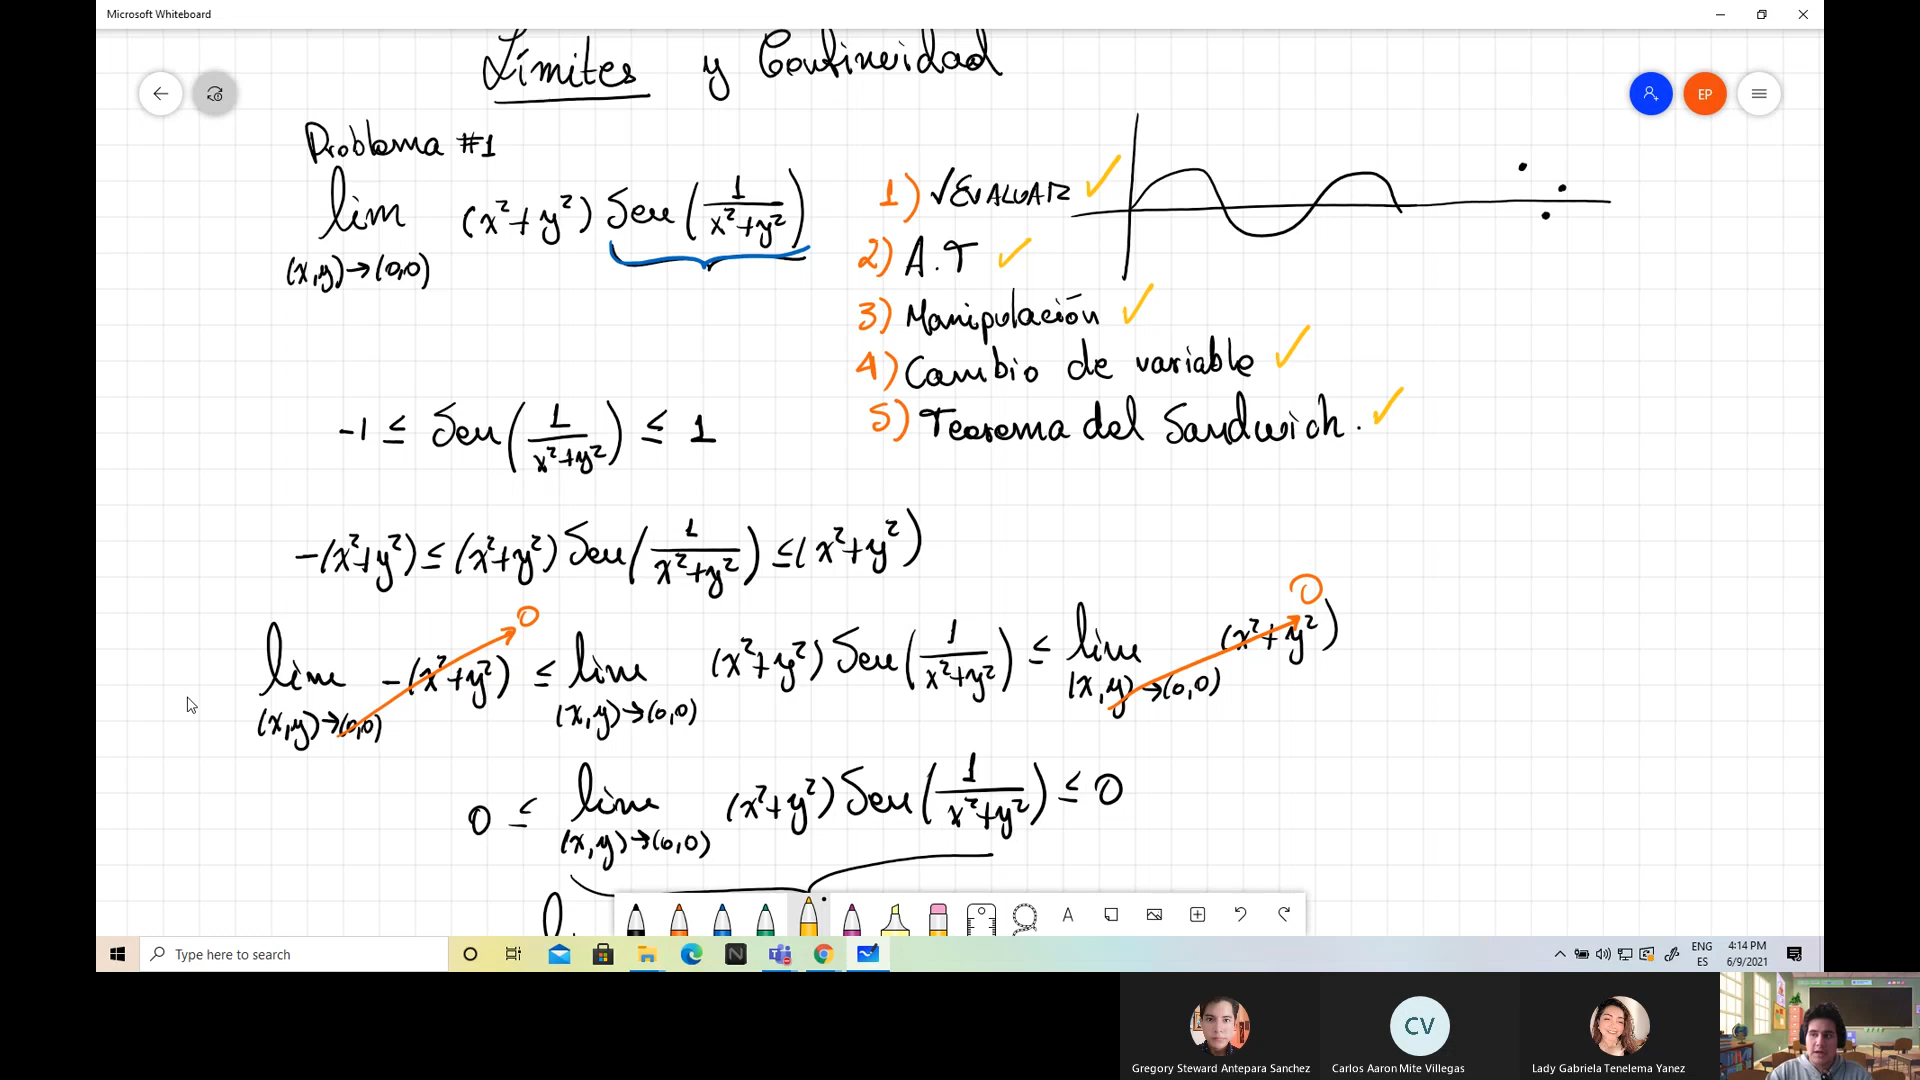 Microsoft Whiteboard
Límites y Continuidad
EP
Problema #1
lim (x²+y²) Sen(1/(x²+y²))
(x,y)→(0,0)
1) √EVALUAR ✓
2) A.T ✓
3) Manipulación ✓
4) Cambio de variable ✓
5) Teorema del Sandwich. ✓
-1 ≤ Sen(1/(x²+y²)) ≤ 1
-(x²+y²) ≤ (x²+y²) Sen(1/(x²+y²)) ≤ (x²+y²)
0 0
lim -(x²+y²) ≤ lim (x²+y²) Sen(1/(x²+y²)) ≤ lim (x²+y²)
(x,y)→(0,0) (x,y)→(0,0) (x,y)→(0,0)
0 ≤ lim (x²+y²) Sen(1/(x²+y²)) ≤ 0
(x,y)→(0,0)
Type here to search
ENG
ES
4:14 PM
6/9/2021
CV
Gregory Steward Antepara Sanchez
Carlos Aaron Mite Villegas
Lady Gabriela Tenelema Yanez